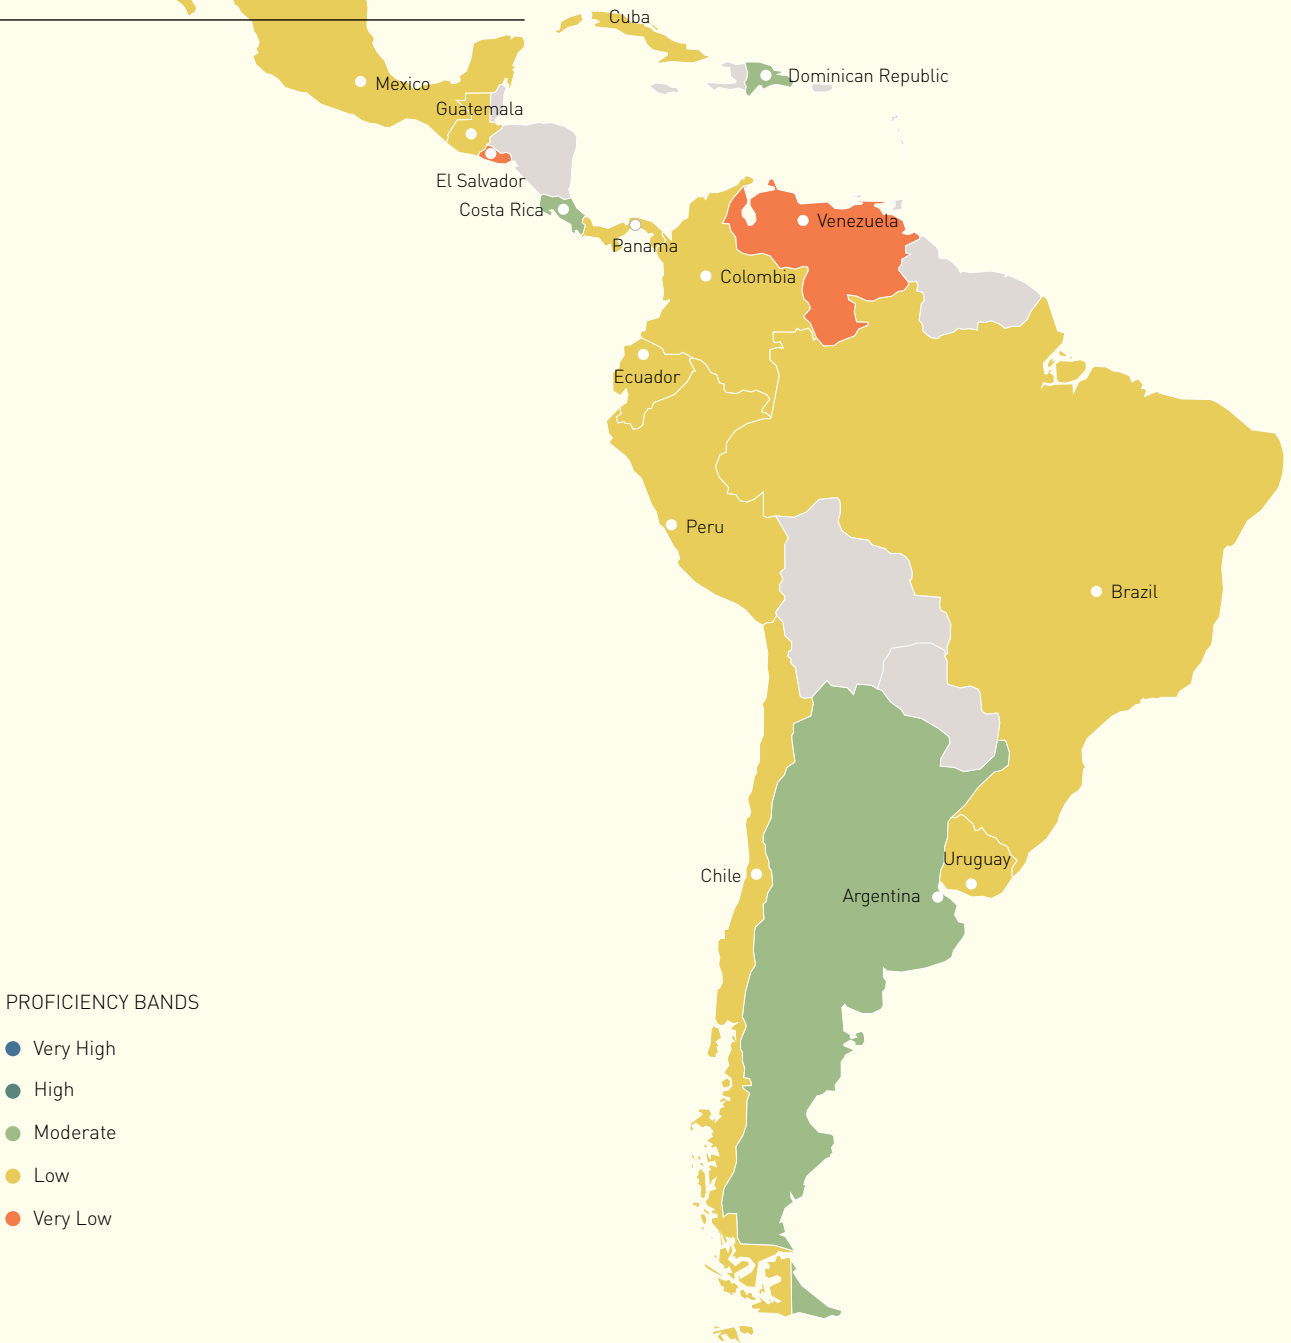 Cuba
Dominican Republic
Mexico
Guatemala
El Salvador
Costa Rica
Panama
Venezuela
Colombia
Ecuador
Peru
Brazil
Uruguay
Chile
Argentina
PROFICIENCY BANDS
Very High
High
Moderate
Low
Very Low